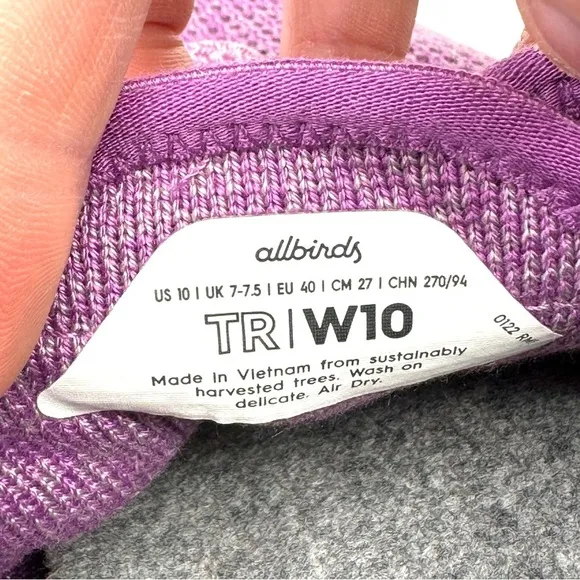 allbirds
US 10 | UK 7-7.5 | EU 40 | CM 27 | CHN 270/94
TR|W10
0122
Made in Vietnam from sustainably
harvested trees. Wash on
delicate. Air Dry.